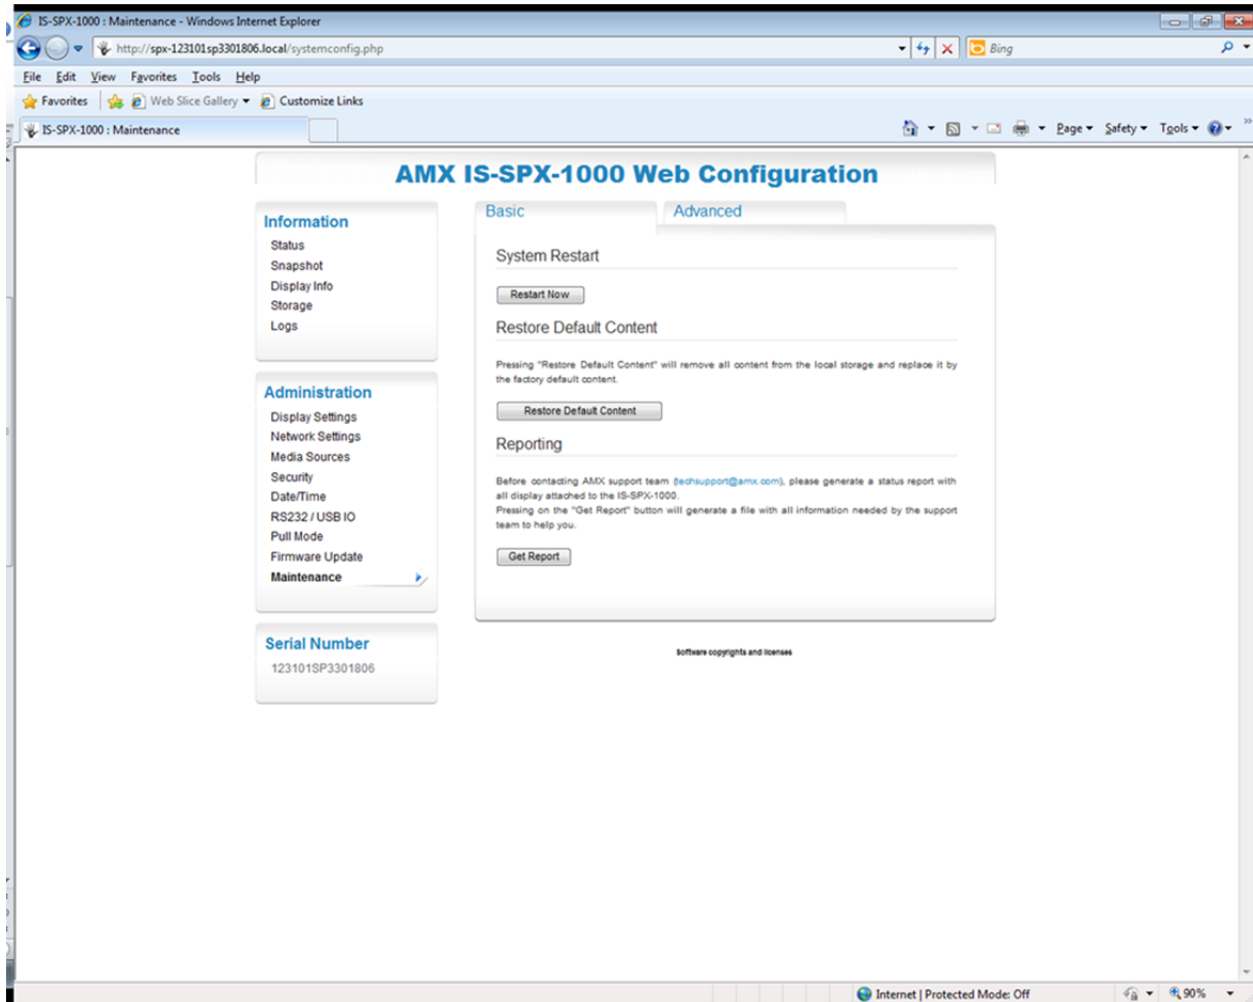 IS-SPX-1000 : Maintenance - Windows Internet Explorer
http://spx-123101sp3301806.local/systemconfig.php
Bing
File Edit View Favorites Tools Help
Favorites Web Slice Gallery Customize Links
IS-SPX-1000 : Maintenance
Page Safety Tools
AMX IS-SPX-1000 Web Configuration
Information
Status
Snapshot
Display Info
Storage
Logs
Administration
Display Settings
Network Settings
Media Sources
Security
Date/Time
RS232 / USB IO
Pull Mode
Firmware Update
Maintenance
Serial Number
123101SP3301806
Basic Advanced
System Restart
Restart Now
Restore Default Content
Pressing "Restore Default Content" will remove all content from the local storage and replace it by
the factory default content.
Restore Default Content
Reporting
Before contacting AMX support team (techsupport@amx.com), please generate a status report with
all display attached to the IS-SPX-1000.
Pressing on the "Get Report" button will generate a file with all information needed by the support
team to help you.
Get Report
Software copyrights and licenses
Internet | Protected Mode: Off
90%